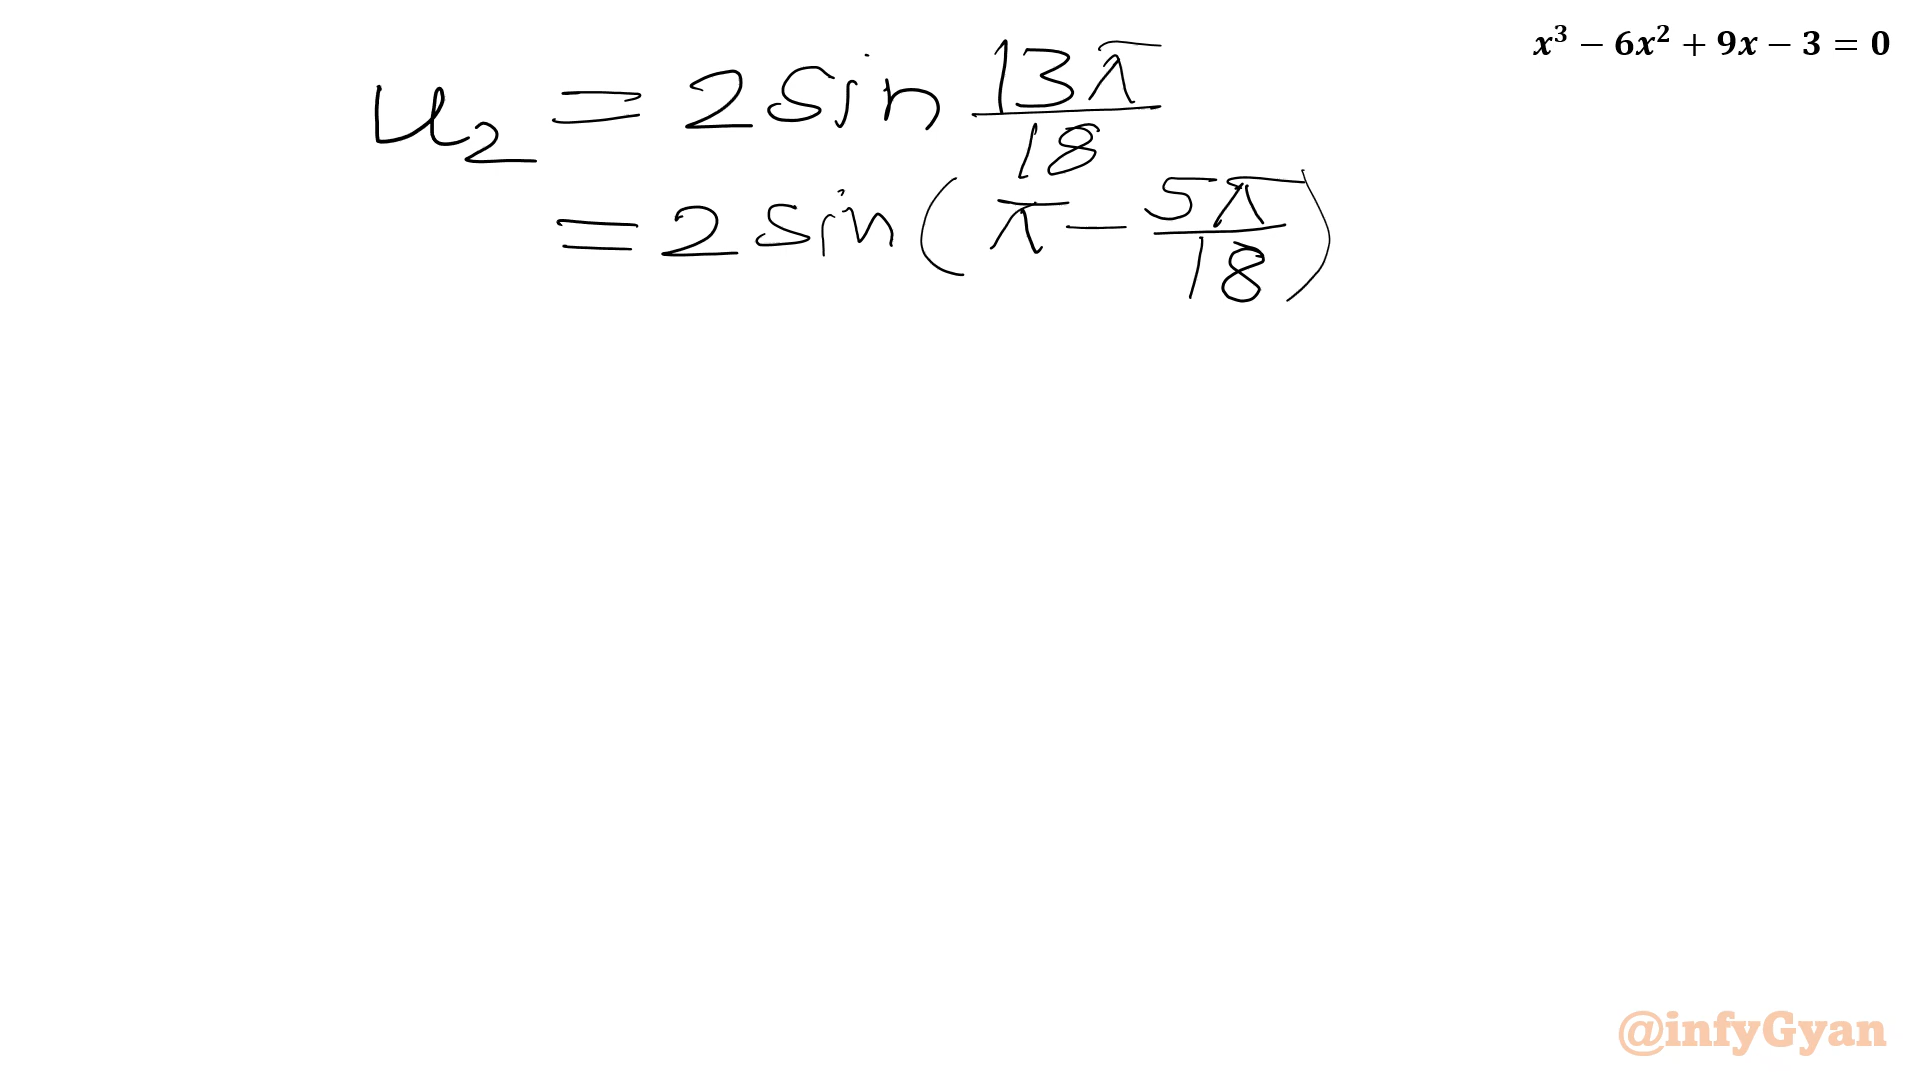 x³ − 6x² + 9x − 3 = 0
u₂ = 2 sin 13π/18
= 2 sin(π − 5π/18)
@infyGyan